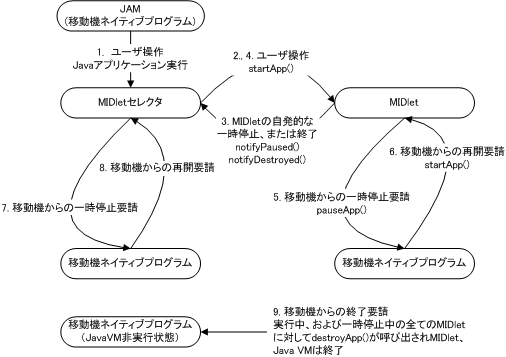 JAM
(移動機ネイティブプログラム)
1. ユーザ操作
Javaアプリケーション実行
2., 4. ユーザ操作
startApp()
MIDletセレクタ
MIDlet
3. MIDletの自発的な
一時停止、または終了
notifyPaused()
notifyDestroyed()
8. 移動機からの再開要請
6. 移動機からの再開要請
startApp()
7. 移動機からの一時停止要請
5. 移動機からの一時停止要請
pauseApp()
移動機ネイティブプログラム
移動機ネイティブプログラム
移動機ネイティブプログラム
(JavaVM非実行状態)
9. 移動機からの終了要請
実行中、および一時停止中の全てのMIDlet
に対してdestroyApp()が呼び出されMIDlet、
Java VMは終了